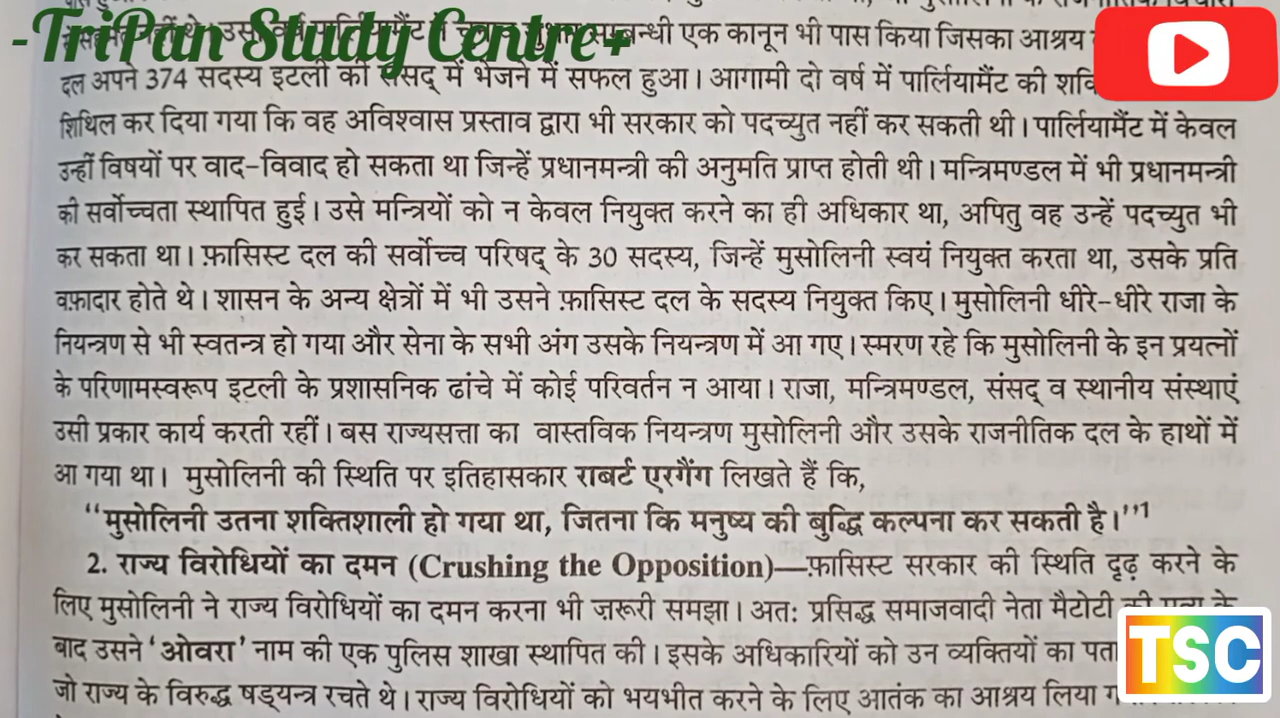 -TriPan Study Centre+
एक कानून भी पास किया जिसका आश्रय
दल अपने 374 सदस्य इटली की संसद् में भेजने में सफल हुआ। आगामी दो वर्ष में पार्लियामैंट की
शिथिल कर दिया गया कि वह अविश्वास प्रस्ताव द्वारा भी सरकार को पदच्युत नहीं कर सकती थी। पार्लियामैंट में केवल
उन्हीं विषयों पर वाद-विवाद हो सकता था जिन्हें प्रधानमन्त्री की अनुमति प्राप्त होती थी। मन्त्रिमण्डल में भी प्रधानमन्त्री
की सर्वोच्चता स्थापित हुई। उसे मन्त्रियों को न केवल नियुक्त करने का ही अधिकार था, अपितु वह उन्हें पदच्युत भी
कर सकता था। फ़ासिस्ट दल की सर्वोच्च परिषद् के 30 सदस्य, जिन्हें मुसोलिनी स्वयं नियुक्त करता था, उसके प्रति
वफ़ादार होते थे। शासन के अन्य क्षेत्रों में भी उसने फ़ासिस्ट दल के सदस्य नियुक्त किए। मुसोलिनी धीरे-धीरे राजा के
नियन्त्रण से भी स्वतन्त्र हो गया और सेना के सभी अंग उसके नियन्त्रण में आ गए। स्मरण रहे कि मुसोलिनी के इन प्रयत्नों
के परिणामस्वरूप इटली के प्रशासनिक ढांचे में कोई परिवर्तन न आया। राजा, मन्त्रिमण्डल, संसद् व स्थानीय संस्थाएं
उसी प्रकार कार्य करती रहीं। बस राज्यसत्ता का वास्तविक नियन्त्रण मुसोलिनी और उसके राजनीतिक दल के हाथों में
आ गया था। मुसोलिनी की स्थिति पर इतिहासकार राबर्ट एरगैंग लिखते हैं कि,
“मुसोलिनी उतना शक्तिशाली हो गया था, जितना कि मनुष्य की बुद्धि कल्पना कर सकती है।”1
2. राज्य विरोधियों का दमन (Crushing the Opposition)—फ़ासिस्ट सरकार की स्थिति दृढ़ करने के
लिए मुसोलिनी ने राज्य विरोधियों का दमन करना भी ज़रूरी समझा। अतः प्रसिद्ध समाजवादी नेता मैटोटी की
बाद उसने ‘ओवरा’ नाम की एक पुलिस शाखा स्थापित की। इसके अधिकारियों को उन व्यक्तियों का पता
जो राज्य के विरुद्ध षड्यन्त्र रचते थे। राज्य विरोधियों को भयभीत करने के लिए आतंक का आश्रय लिया
TSC